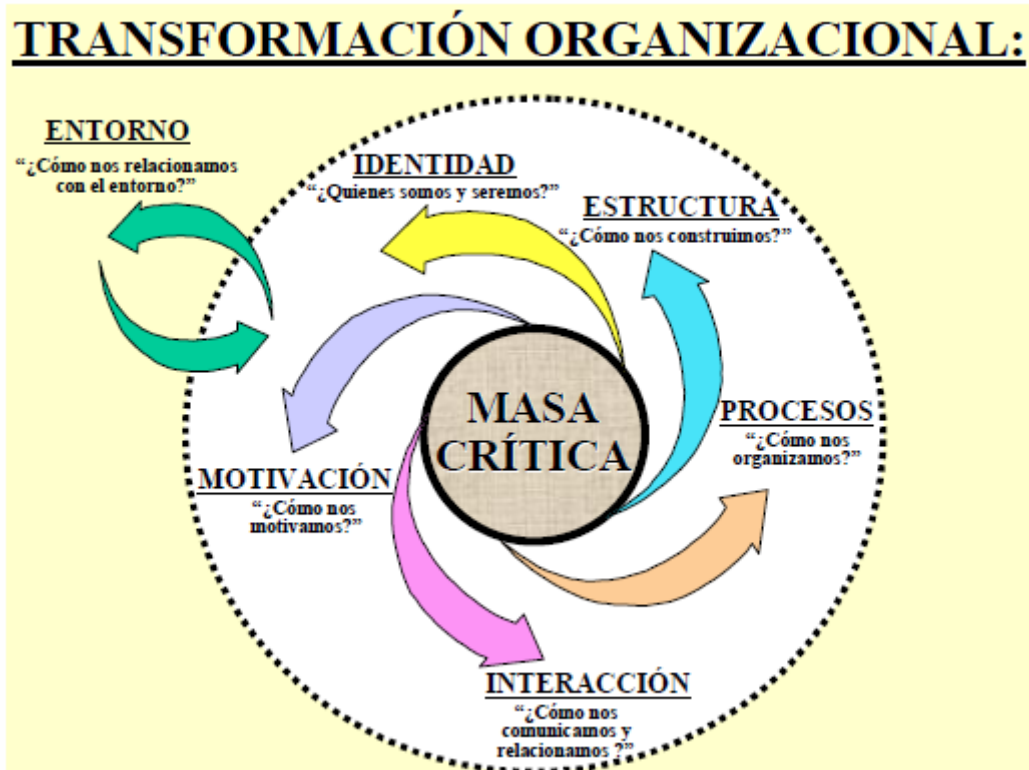 TRANSFORMACIÓN ORGANIZACIONAL:
ENTORNO
“¿Cómo nos relacionamos
con el entorno?”
IDENTIDAD
“¿Quienes somos y seremos?”
ESTRUCTURA
“¿Cómo nos construimos?”
MASA
CRÍTICA
PROCESOS
“¿Cómo nos
organizamos?”
MOTIVACIÓN
“¿Cómo nos
motivamos?”
INTERACCIÓN
“¿Cómo nos
comunicamos y
relacionamos ?”